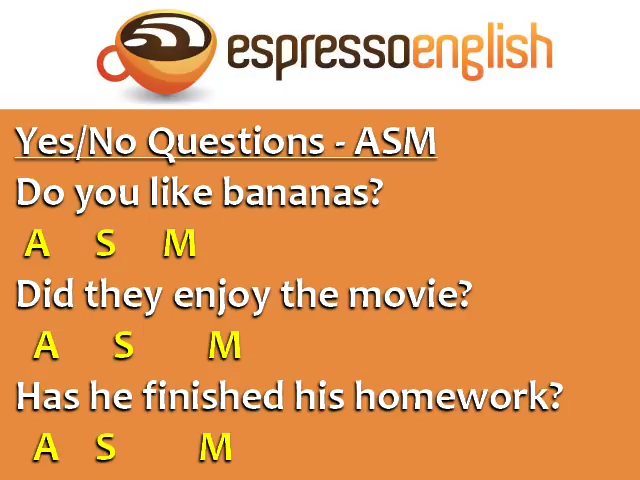 espressoenglish
Yes/No Questions - ASM
Do you like bananas?
A S M
Did they enjoy the movie?
A S M
Has he finished his homework?
A S M